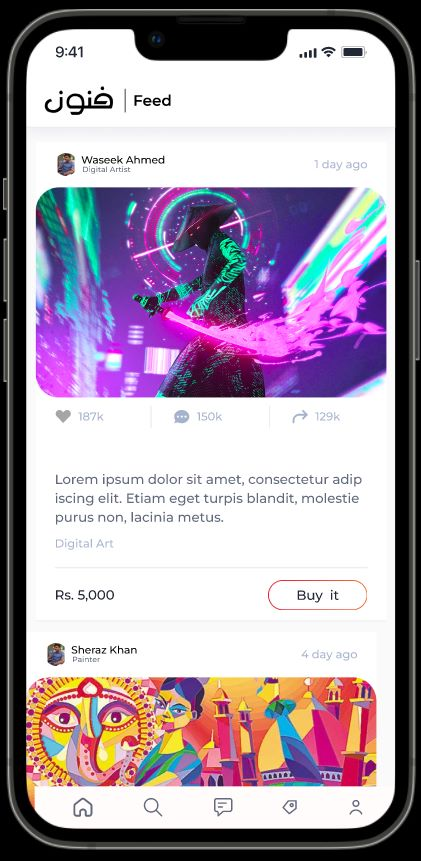 9:41
فنون | Feed
Waseek Ahmed
Digital Artist
1 day ago
187k
150k
129k
Lorem ipsum dolor sit amet, consectetur adip
iscing elit. Etiam eget turpis blandit, molestie
purus non, lacinia metus.
Digital Art
Rs. 5,000
Buy it
Sheraz Khan
Painter
4 day ago